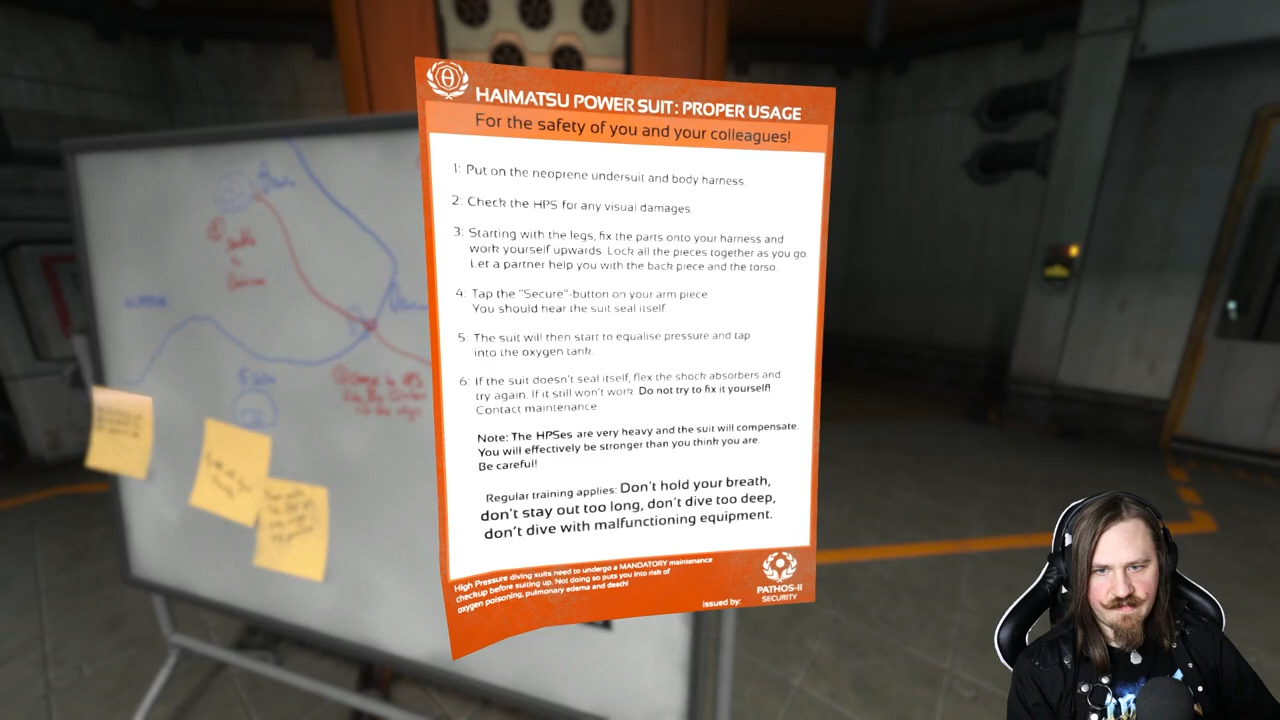 HAIMATSU POWER SUIT: PROPER USAGE
For the safety of you and your colleagues!
1: Put on the neoprene undersuit and body harness.
2: Check the HPS for any visual damages.
3: Starting with the legs, fix the parts onto your harness and
work yourself upwards. Lock all the pieces together as you go.
Let a partner help you with the back piece and the torso.
4: Tap the "Secure"-button on your arm piece.
You should hear the suit seal itself.
5: The suit will then start to equalise pressure and tap
into the oxygen tank.
6: If the suit doesn't seal itself, flex the shock absorbers and
try again. If it still won't work. Do not try to fix it yourself!
Contact maintenance
Note: The HPSes are very heavy and the suit will compensate.
You will effectively be stronger than you think you are.
Be careful!
Regular training applies: Don't hold your breath,
don't stay out too long, don't dive too deep,
don't dive with malfunctioning equipment.
High Pressure diving suits need to undergo a MANDATORY maintenance
checkup before suiting up. Not doing so puts you into risk of
oxygen poisoning, pulmonary edema and death!
issued by:
PATHOS-II
SECURITY